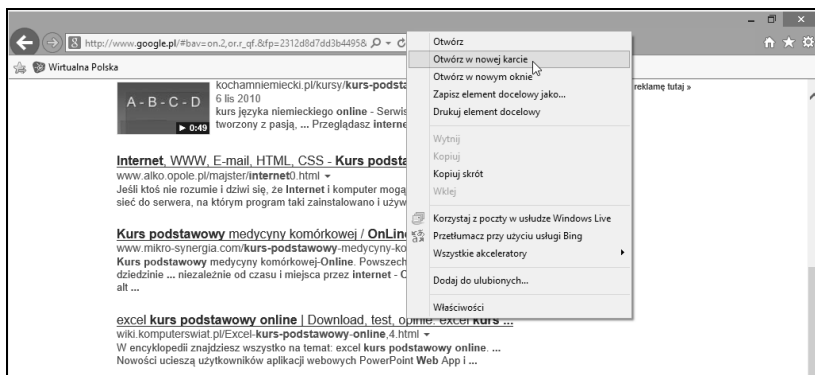 http://www.google.pl/#bav=on.2,or.r_qf.&fp=2312d8d7dd3b4495&
Wirtualna Polska
kochamniemiecki.pl/kursy/kurs-podsta
A - B - C - D
6 lis 2010
kurs języka niemieckiego online - Serwis
0:49
tworzony z pasją, ... Przeglądasz interne
reklamę tutaj »
Internet, WWW, E-mail, HTML, CSS - Kurs podsta
www.alko.opole.pl/majster/internet0.html
Jeśli ktoś nie rozumie i dziwi się, że Internet i komputer mogą
sieć do serwera, na którym program taki zainstalowano i używ
Kurs podstawowy medycyny komórkowej / OnLin
www.mikro-synergia.com/kurs-podstawowy-medycyny-ko
Kurs podstawowy medycyny komórkowej-Online. Powszech
dziedzinie ... niezależnie od czasu i miejsca przez internet - C
alt ...
excel kurs podstawowy online | Download, test, opinie: excel kurs ...
wiki.komputerswiat.pl/Excel-kurs-podstawowy-online,4.html
W encyklopedii znajdziesz wszystko na temat: excel kurs podstawowy online. ...
Nowości ucieszą użytkowników aplikacji webowych PowerPoint Web App i ...
Otwórz
Otwórz w nowej karcie
Otwórz w nowym oknie
Zapisz element docelowy jako...
Drukuj element docelowy
Wytnij
Kopiuj
Kopiuj skrót
Wklej
Korzystaj z poczty w usłudze Windows Live
Przetłumacz przy użyciu usługi Bing
Wszystkie akceleratory
Dodaj do ulubionych...
Właściwości